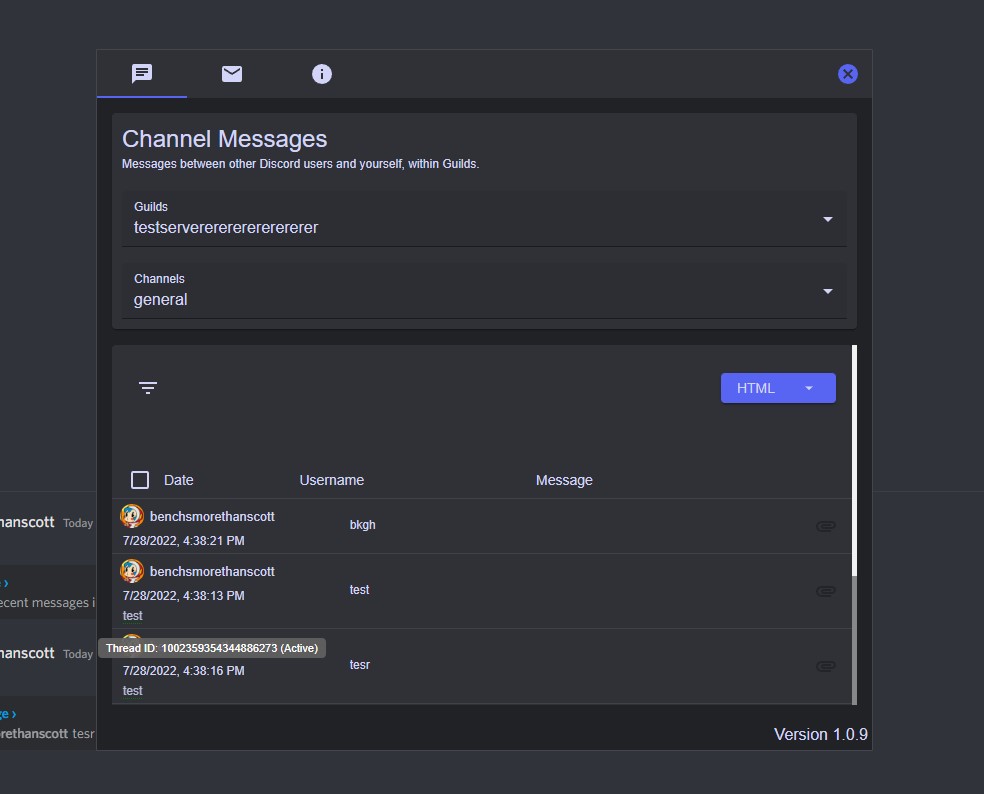 Channel Messages
Messages between other Discord users and yourself, within Guilds.
Guilds
testserverererererererer
Channels
general
HTML
Date Username Message
benchsmorethanscott
bkgh
7/28/2022, 4:38:21 PM
hanscott Today
benchsmorethanscott
7/28/2022, 4:38:13 PM
test
test
ecent messages i
hanscott Today
Thread ID: 1002359354344886273 (Active)
7/28/2022, 4:38:16 PM
tesr
test
ge ›
rethanscott tesr
Version 1.0.9